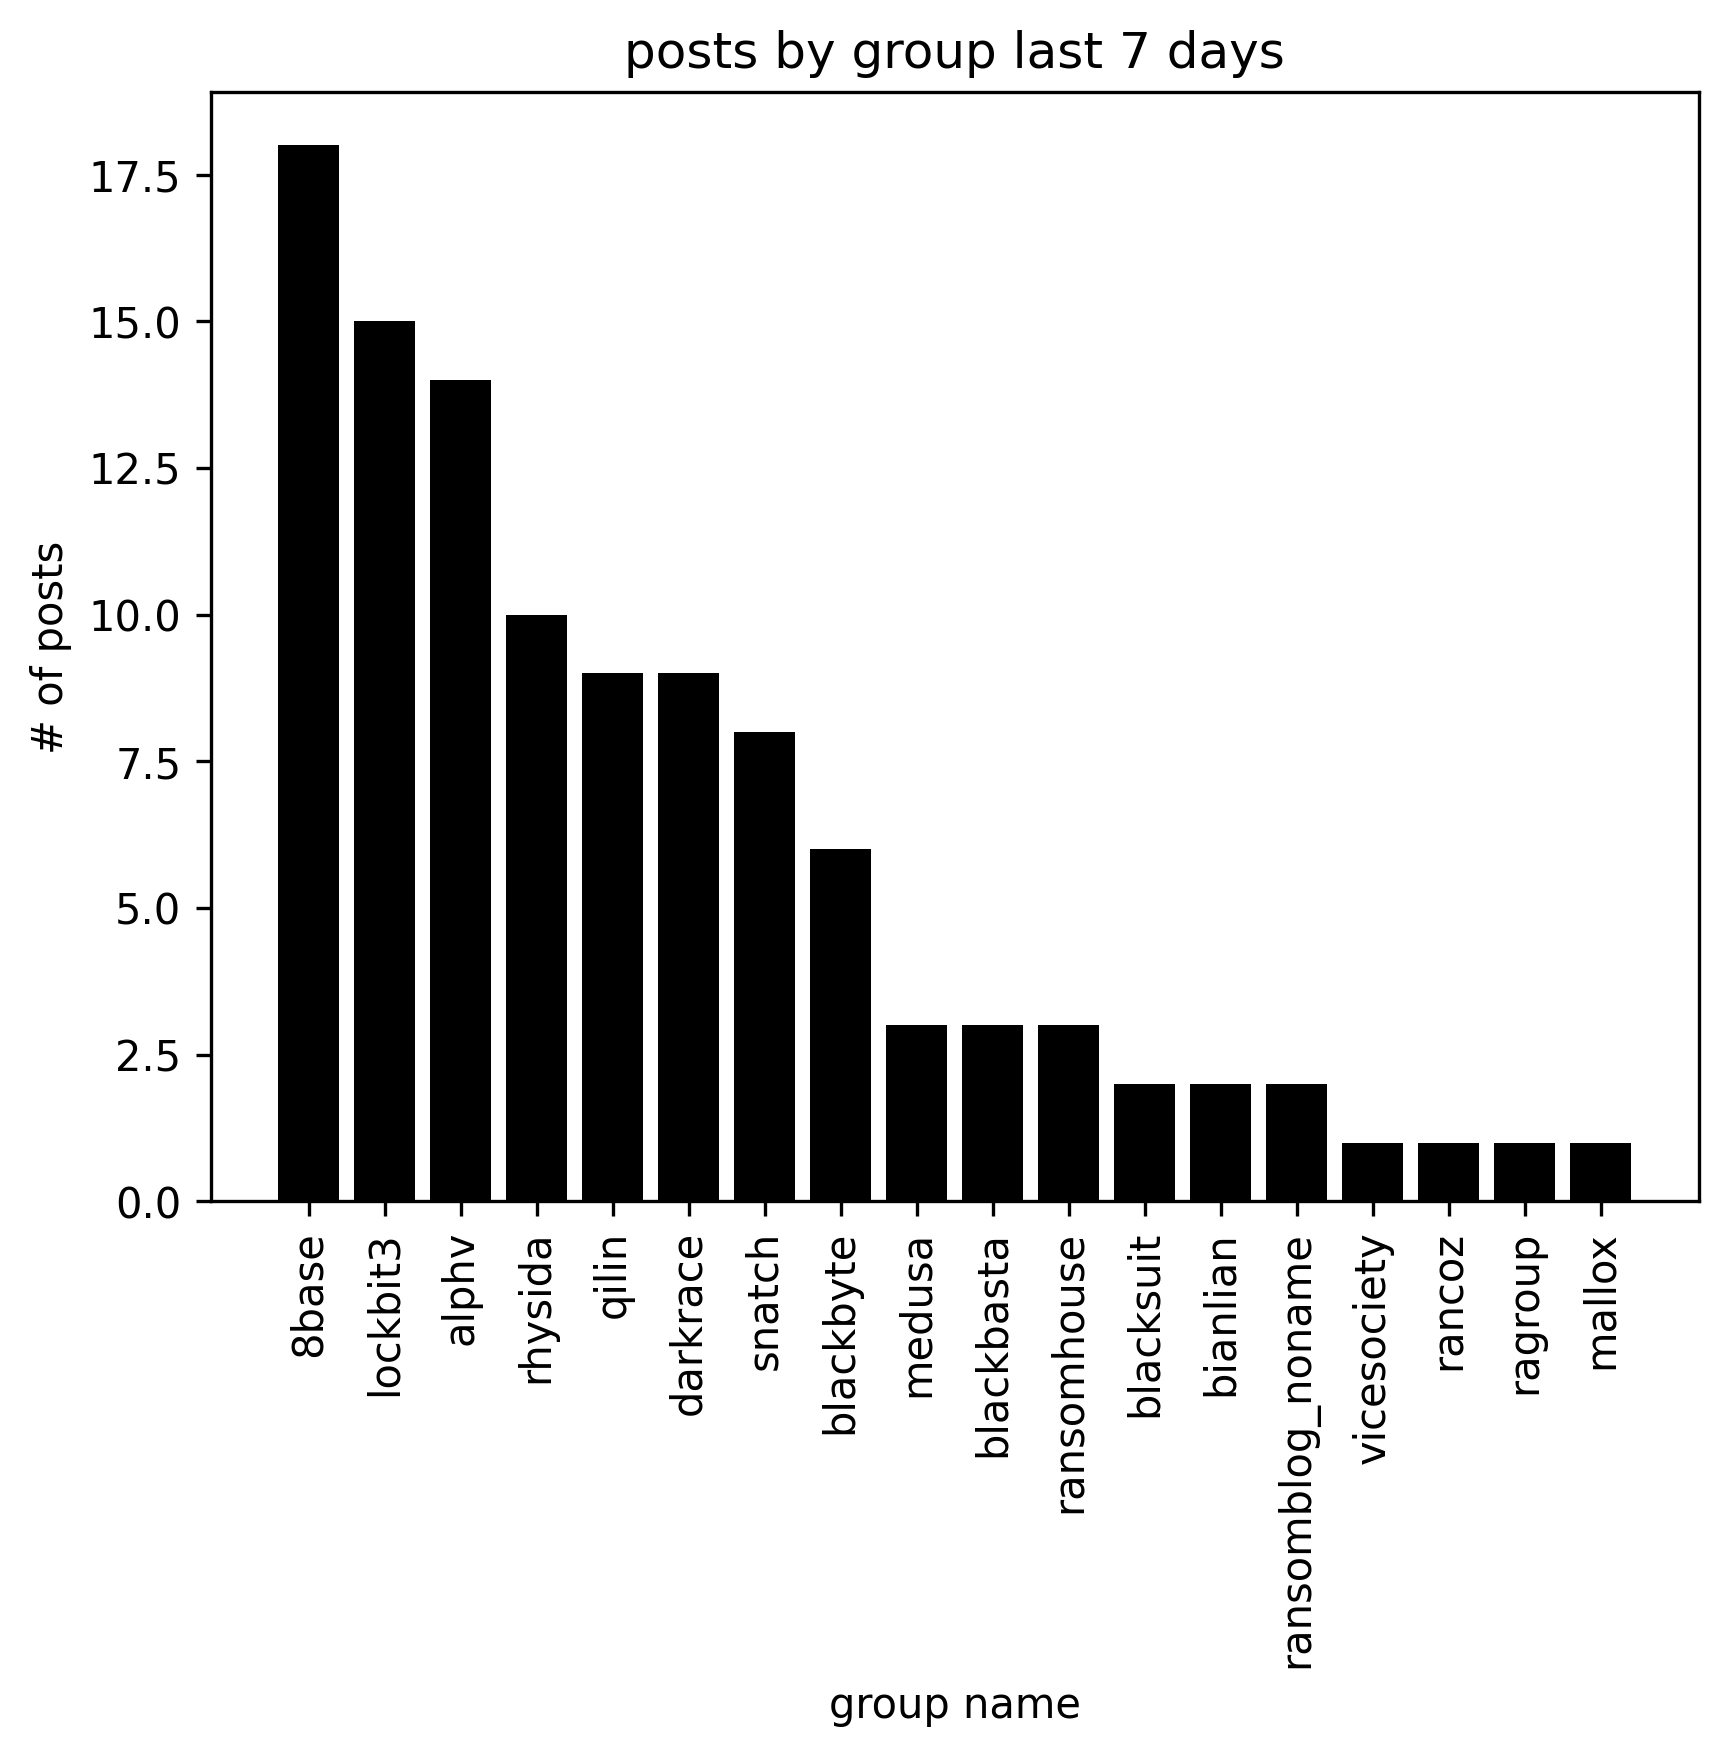 posts by group last 7 days
# of posts
17.5
15.0
12.5
10.0
7.5
5.0
2.5
0.0
8base
lockbit3
alphv
rhysida
qilin
darkrace
snatch
blackbyte
medusa
blackbasta
ransomhouse
blacksuit
bianlian
ransomblog_noname
vicesociety
rancoz
ragroup
mallox
group name